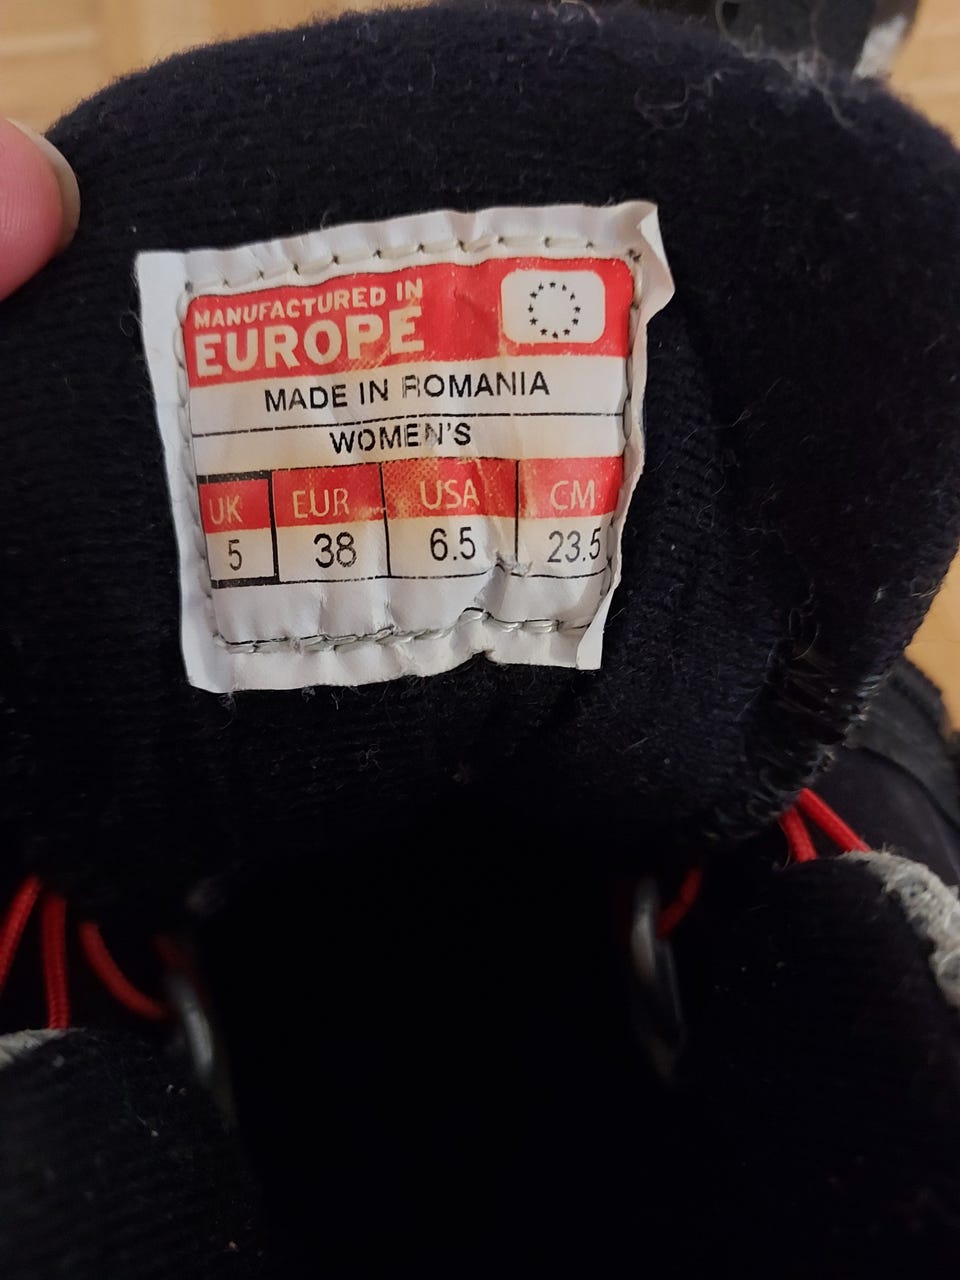 MANUFACTURED IN
EUROPE
MADE IN ROMANIA
WOMEN'S
UK EUR USA CM
5 38 6.5 23.5